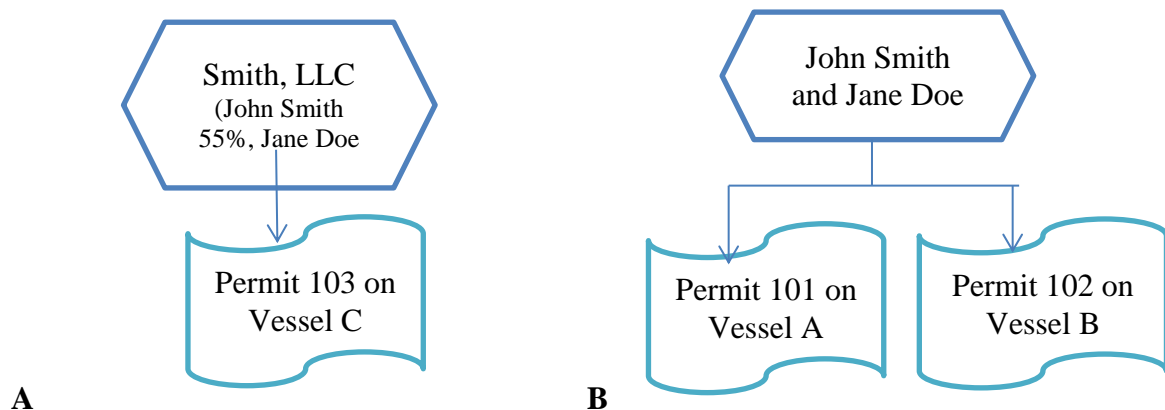 Smith, LLC
(John Smith
55%, Jane Doe
Permit 103 on
Vessel C
A
John Smith
and Jane Doe
Permit 101 on
Vessel A
Permit 102 on
Vessel B
B